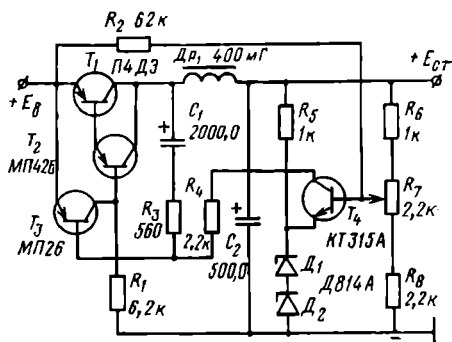 R2 62к
T1
П4ДЭ
Др1 400мГ
+Eст
+Eв
T2
МП42Б
C1
2000,0
R5
1к
R6
1к
T3
МП26
R3
560
R4
2,2к
+
C2
500,0
T4
КТ315А
R7
2,2к
R1
6,2к
Д1
Д814А
Д2
R8
2,2к